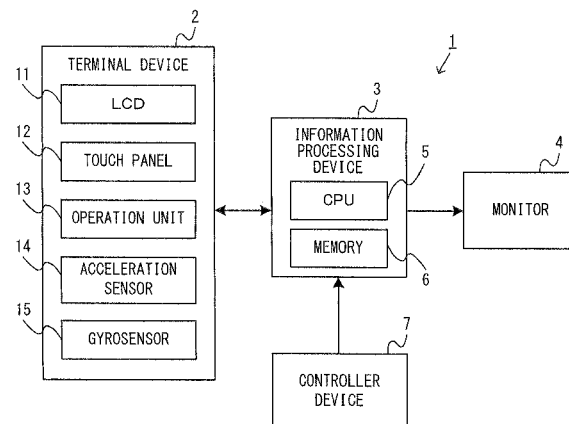 2
1
TERMINAL DEVICE
11
LCD
12
TOUCH PANEL
13
OPERATION UNIT
14
ACCELERATION
SENSOR
15
GYROSENSOR
3
INFORMATION
PROCESSING
DEVICE
5
CPU
MEMORY
6
4
MONITOR
7
CONTROLLER
DEVICE